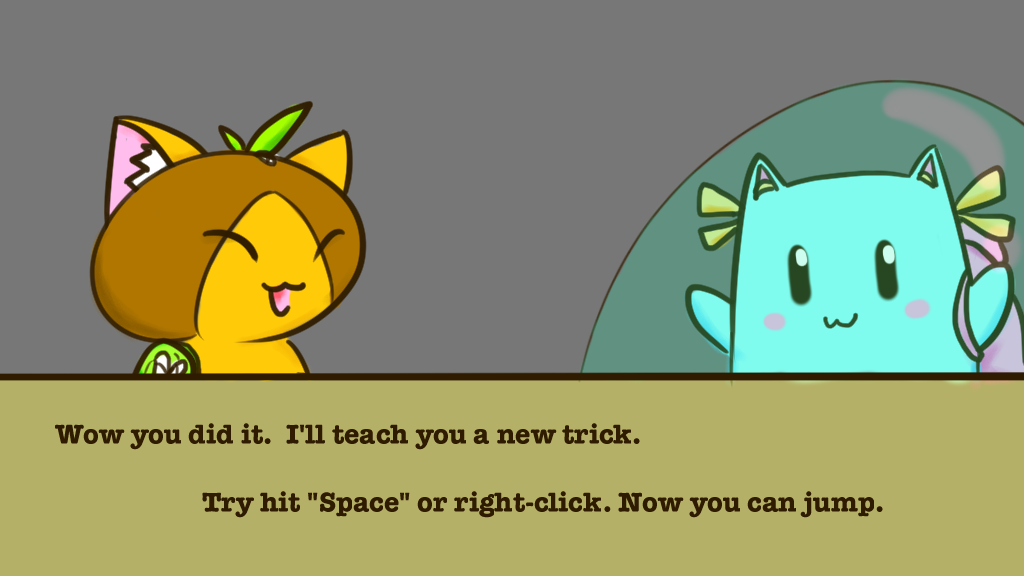 Wow you did it.  I'll teach you a new trick.
Try hit "Space" or right-click. Now you can jump.